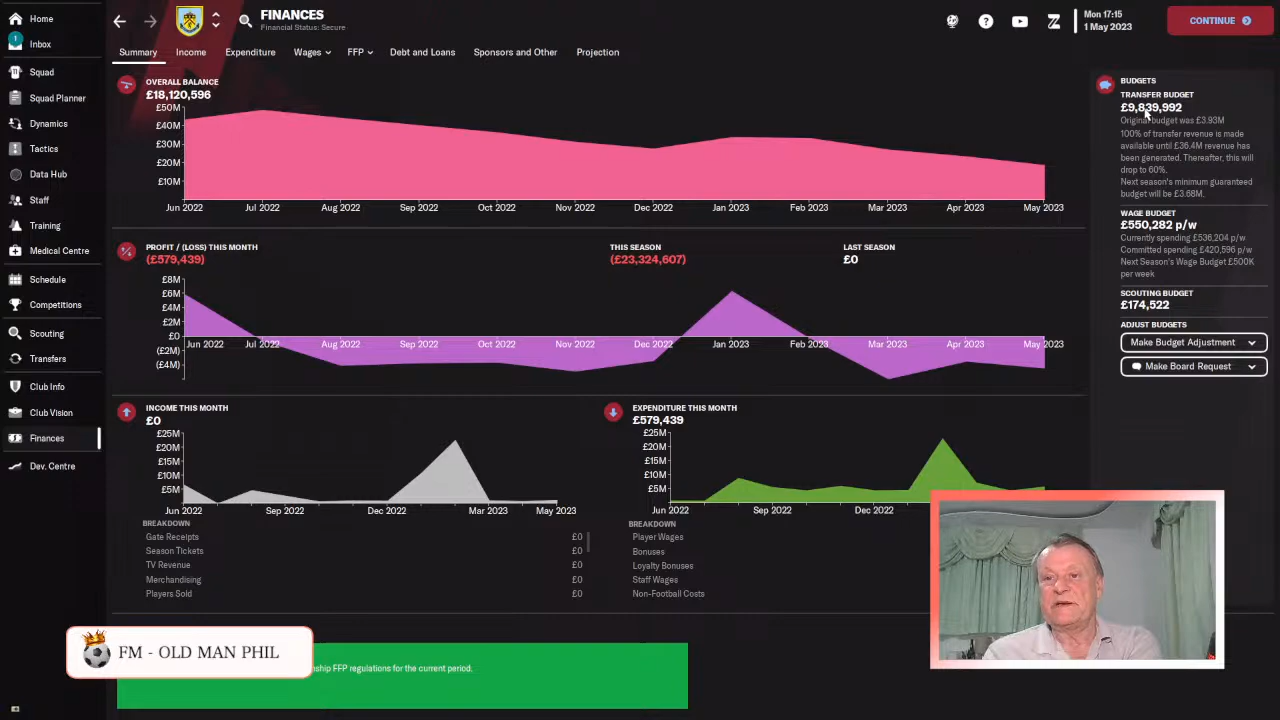 Home
1
Inbox
Squad
Squad Planner
Dynamics
Tactics
Data Hub
Staff
Training
Medical Centre
Schedule
Competitions
Scouting
Transfers
Club Info
Club Vision
Finances
Dev. Centre
FINANCES
Financial Status: Secure
?
Mon 17:15
1 May 2023
CONTINUE
Summary
Income
Expenditure
Wages
FFP
Debt and Loans
Sponsors and Other
Projection
OVERALL BALANCE
£18,120,596
£50M
£40M
£30M
£20M
£10M
Jun 2022 Jul 2022 Aug 2022 Sep 2022 Oct 2022 Nov 2022 Dec 2022 Jan 2023 Feb 2023 Mar 2023 Apr 2023 May 2023
PROFIT / (LOSS) THIS MONTH
(£579,439)
THIS SEASON
(£23,324,607)
LAST SEASON
£0
£8M
£6M
£4M
£2M
£0
(£2M)
(£4M)
Jun 2022 Jul 2022 Aug 2022 Sep 2022 Oct 2022 Nov 2022 Dec 2022 Jan 2023 Feb 2023 Mar 2023 Apr 2023 May 2023
INCOME THIS MONTH
£0
£25M
£20M
£15M
£10M
£5M
Jun 2022 Sep 2022 Dec 2022 Mar 2023 May 2023
BREAKDOWN
Gate Receipts £0
Season Tickets £0
TV Revenue £0
Merchandising £0
Players Sold £0
EXPENDITURE THIS MONTH
£579,439
£25M
£20M
£15M
£10M
£5M
Jun 2022 Sep 2022 Dec 2022
BREAKDOWN
Player Wages
Bonuses
Loyalty Bonuses
Staff Wages
Non-Football Costs
BUDGETS
TRANSFER BUDGET
£9,839,992
Original budget was £3.93M
100% of transfer revenue is made
available until £36.4M revenue has
been generated. Thereafter, this will
drop to 60%.
Next season's minimum guaranteed
budget will be £3.68M.
WAGE BUDGET
£550,282 p/w
Currently spending £536,204 p/w
Committed spending £420,596 p/w
Next Season's Wage Budget £500K
per week
SCOUTING BUDGET
£174,522
ADJUST BUDGETS
Make Budget Adjustment
Make Board Request
FM - OLD MAN PHIL
FFP regulations for the current period.